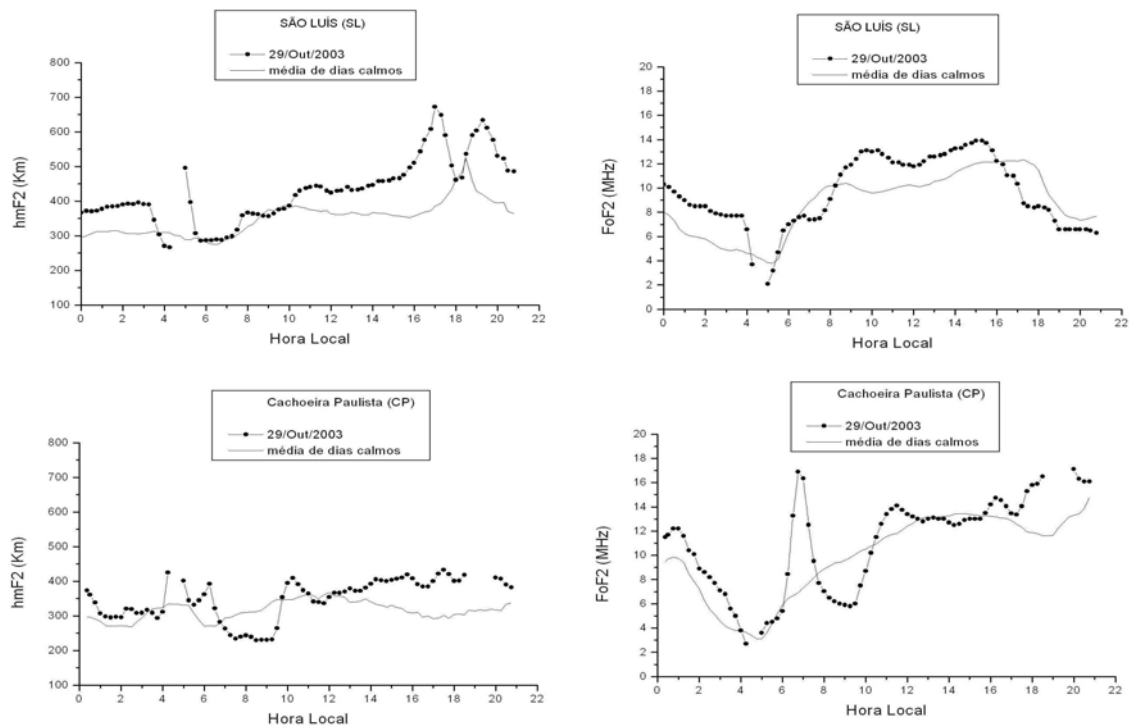 SÃO LUÍS (SL)
29/Out/2003
média de dias calmos
hmF2 (Km)
800
700
600
500
400
300
200
100
0 2 4 6 8 10 12 14 16 18 20 22
Hora Local
SÃO LUÍS (SL)
29/Out/2003
média de dias calmos
FoF2 (MHz)
20
18
16
14
12
10
8
6
4
2
0
0 2 4 6 8 10 12 14 16 18 20 22
Hora Local
Cachoeira Paulista (CP)
29/Out/2003
média de dias calmos
hmF2 (Km)
800
700
600
500
400
300
200
100
0 2 4 6 8 10 12 14 16 18 20 22
Hora Local
Cachoeira Paulista (CP)
29/Out/2003
média de dias calmos
FoF2 (MHz)
20
18
16
14
12
10
8
6
4
2
0
0 2 4 6 8 10 12 14 16 18 20 22
Hora Local